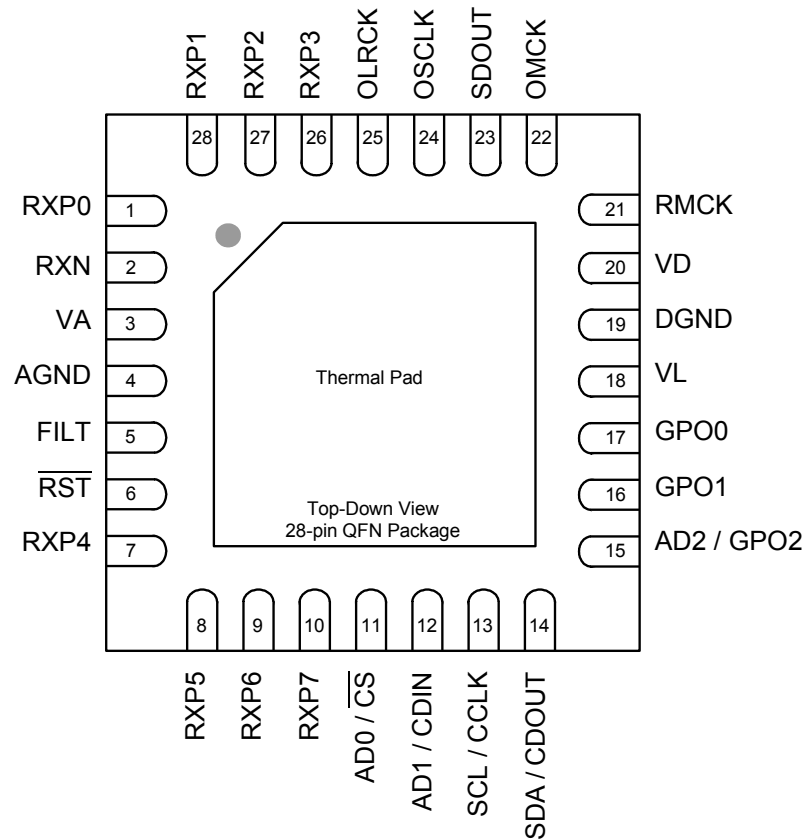 RXP1
RXP2
RXP3
OLRCK
OSCLK
SDOUT
OMCK
28
27
26
25
24
23
22
RXP0
1
RXN
2
VA
3
AGND
4
FILT
5
R̅S̅T̅
6
RXP4
7
21
RMCK
20
VD
19
DGND
18
VL
17
GPO0
16
GPO1
15
AD2 / GPO2
Thermal Pad
Top-Down View
28-pin QFN Package
8
9
10
11
12
13
14
RXP5
RXP6
RXP7
AD0 / C̅S̅
AD1 / CDIN
SCL / CCLK
SDA / CDOUT